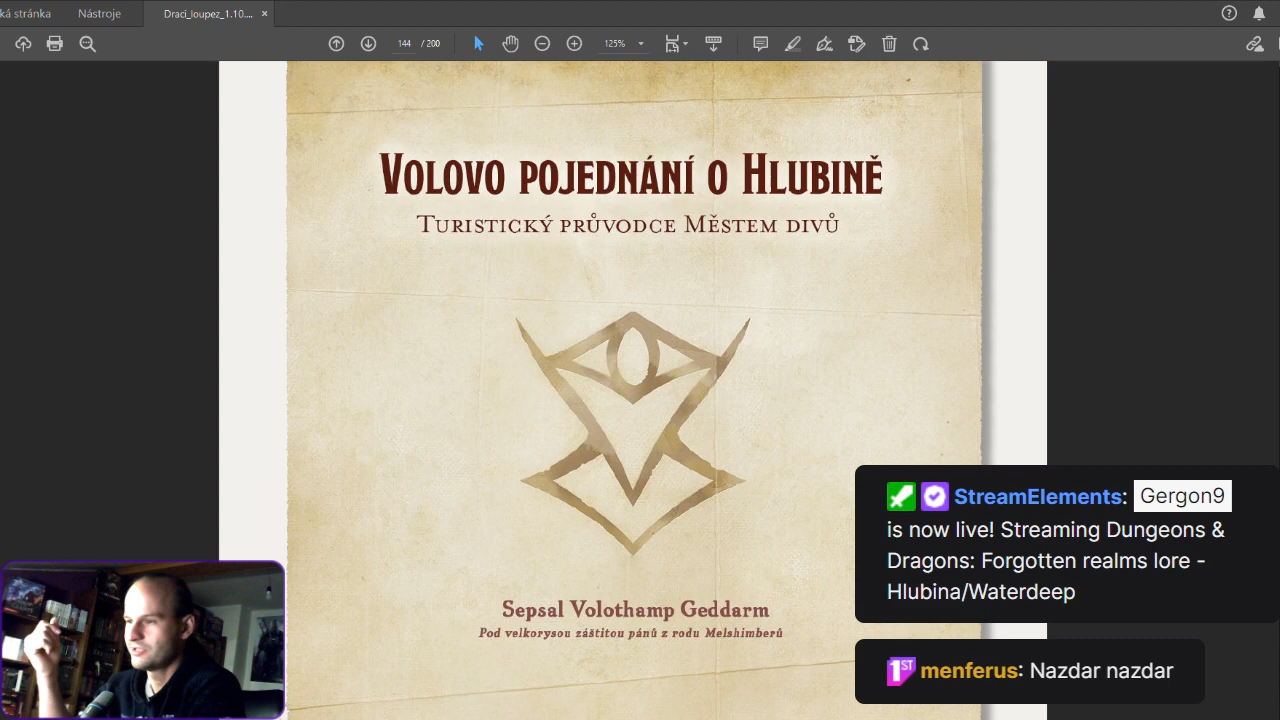 ká stránka
Nástroje
Draci_loupez_1.10....
144 / 200
125%
Volovo pojednání o Hlubině
Turistický průvodce Městem divů
Sepsal Volothamp Geddarm
Pod velkorysou záštitou pánů z rodu Melshimberů
StreamElements: Gergon9
is now live! Streaming Dungeons &
Dragons: Forgotten realms lore -
Hlubina/Waterdeep
1ST menferus: Nazdar nazdar